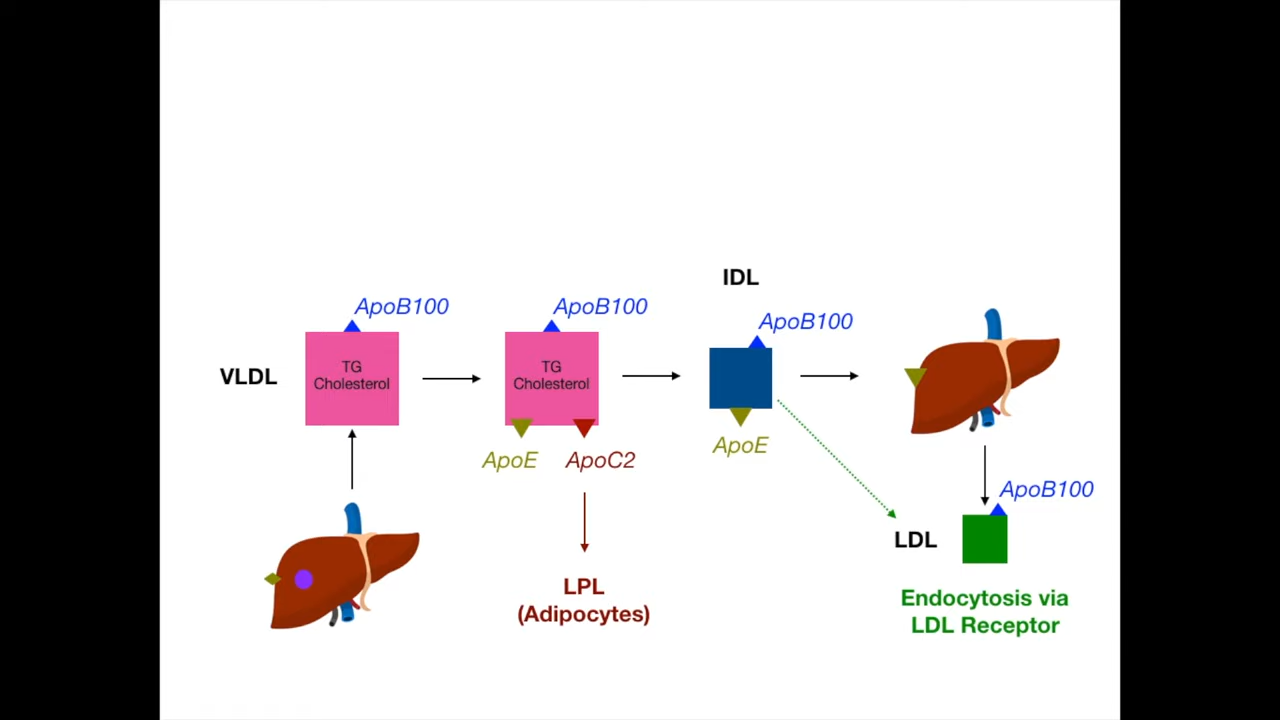 IDL
ApoB100
ApoB100
ApoB100
VLDL
TG
Cholesterol
TG
Cholesterol
ApoE
ApoC2
ApoE
ApoB100
LDL
LPL
(Adipocytes)
Endocytosis via
LDL Receptor